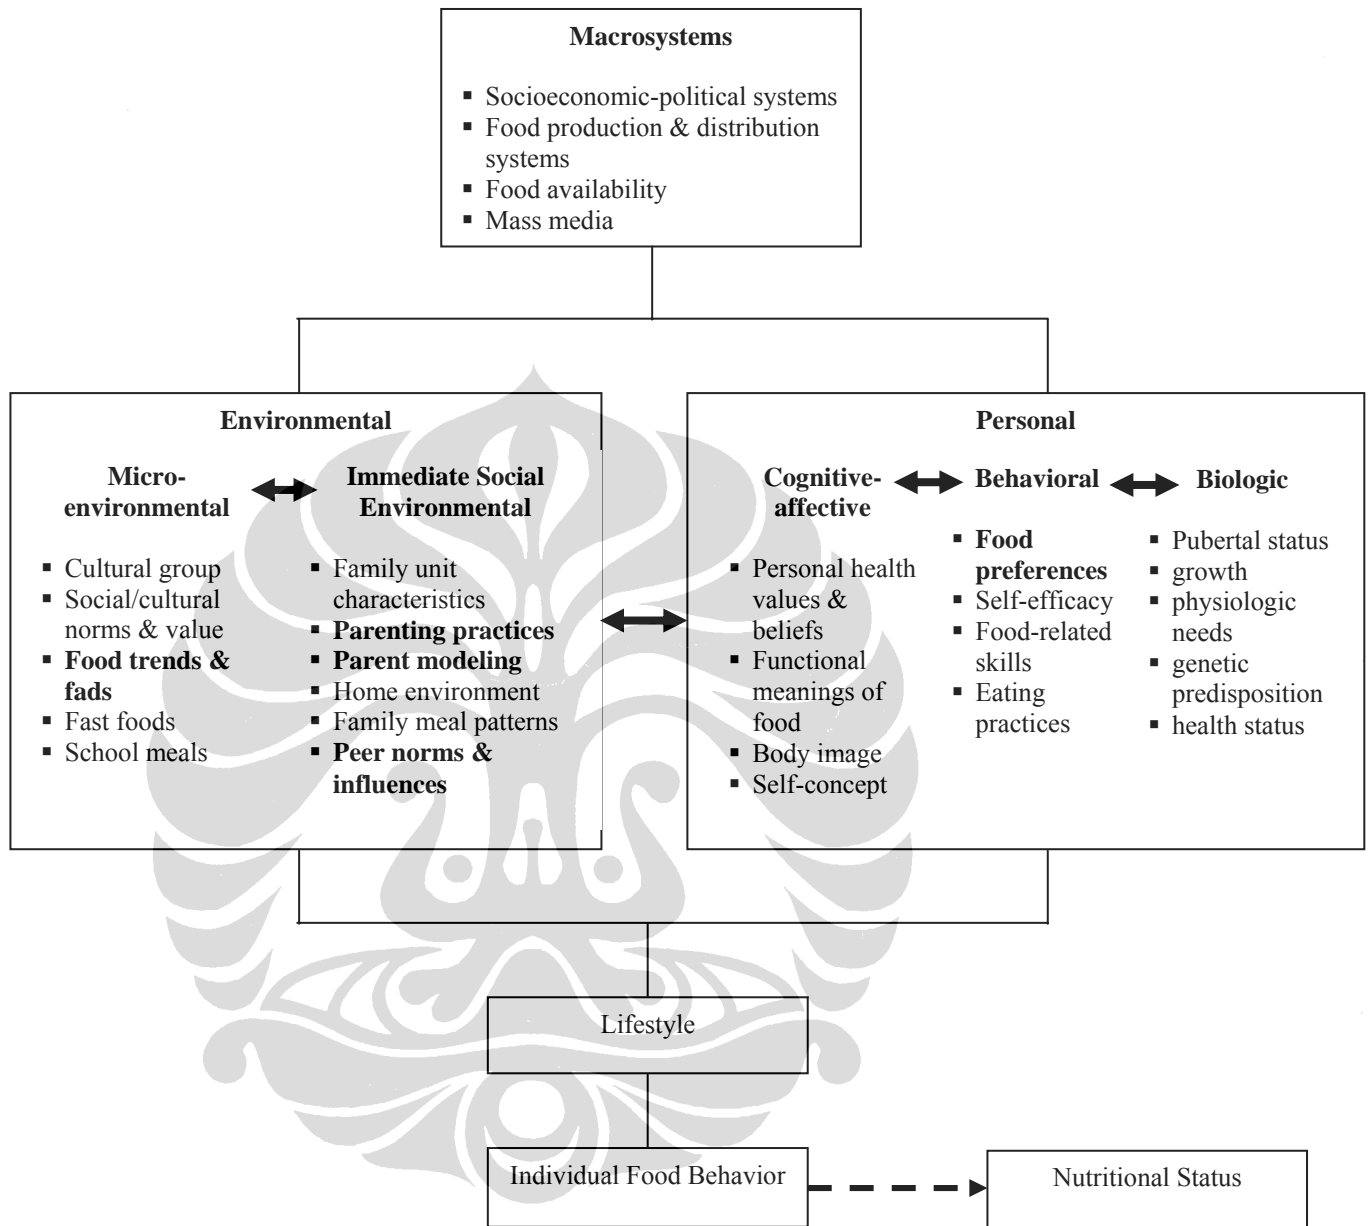 Macrosystems
▪ Socioeconomic-political systems
▪ Food production & distribution
systems
▪ Food availability
▪ Mass media
Environmental
Micro-
environmental
▪ Cultural group
▪ Social/cultural
norms & value
▪ Food trends &
fads
▪ Fast foods
▪ School meals
Immediate Social
Environmental
▪ Family unit
characteristics
▪ Parenting practices
▪ Parent modeling
▪ Home environment
▪ Family meal patterns
▪ Peer norms &
influences
Personal
Cognitive-
affective
▪ Personal health
values &
beliefs
▪ Functional
meanings of
food
▪ Body image
▪ Self-concept
Behavioral
▪ Food
preferences
▪ Self-efficacy
▪ Food-related
skills
▪ Eating
practices
Biologic
▪ Pubertal status
▪ growth
▪ physiologic
needs
▪ genetic
predisposition
▪ health status
Lifestyle
Individual Food Behavior
Nutritional Status